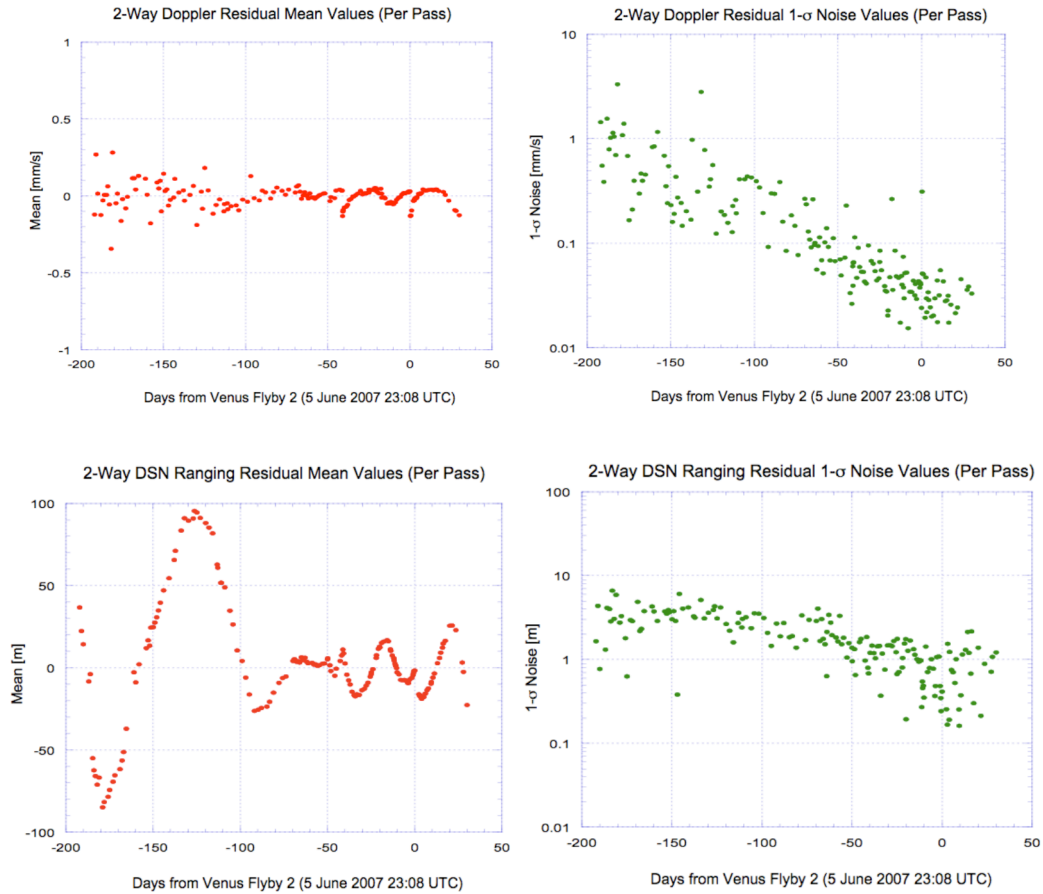 2-Way Doppler Residual Mean Values (Per Pass)
Mean [mm/s]
1
0.5
0
-0.5
-1
-200 -150 -100 -50 0 50
Days from Venus Flyby 2 (5 June 2007 23:08 UTC)
2-Way Doppler Residual 1-σ Noise Values (Per Pass)
1-σ Noise [mm/s]
10
1
0.1
0.01
-200 -150 -100 -50 0 50
Days from Venus Flyby 2 (5 June 2007 23:08 UTC)
2-Way DSN Ranging Residual Mean Values (Per Pass)
Mean [m]
100
50
0
-50
-100
-200 -150 -100 -50 0 50
Days from Venus Flyby 2 (5 June 2007 23:08 UTC)
2-Way DSN Ranging Residual 1-σ Noise Values (Per Pass)
1-σ Noise [m]
100
10
1
0.1
0.01
-200 -150 -100 -50 0 50
Days from Venus Flyby 2 (5 June 2007 23:08 UTC)